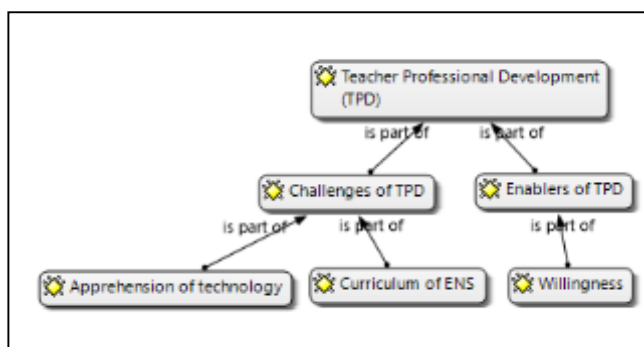 Teacher Professional Development
(TPD)
is part of
is part of
Challenges of TPD
Enablers of TPD
is part of
is part of
is part of
Apprehension of technology
Curriculum of ENS
Willingness